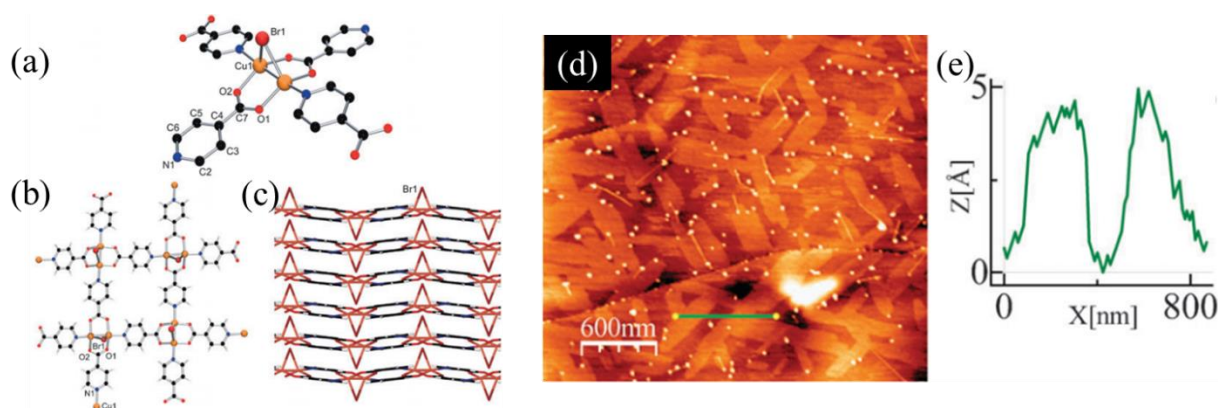 (a)
Br1
Cu1
O2
C5
C4
C7
O1
C6
C3
N1
C2
(b)
Br1
O2
O1
N1
Cu1
(c)
Br1
(d)
600nm
(e)
5
Z[Å]
0
0
800
X[nm]